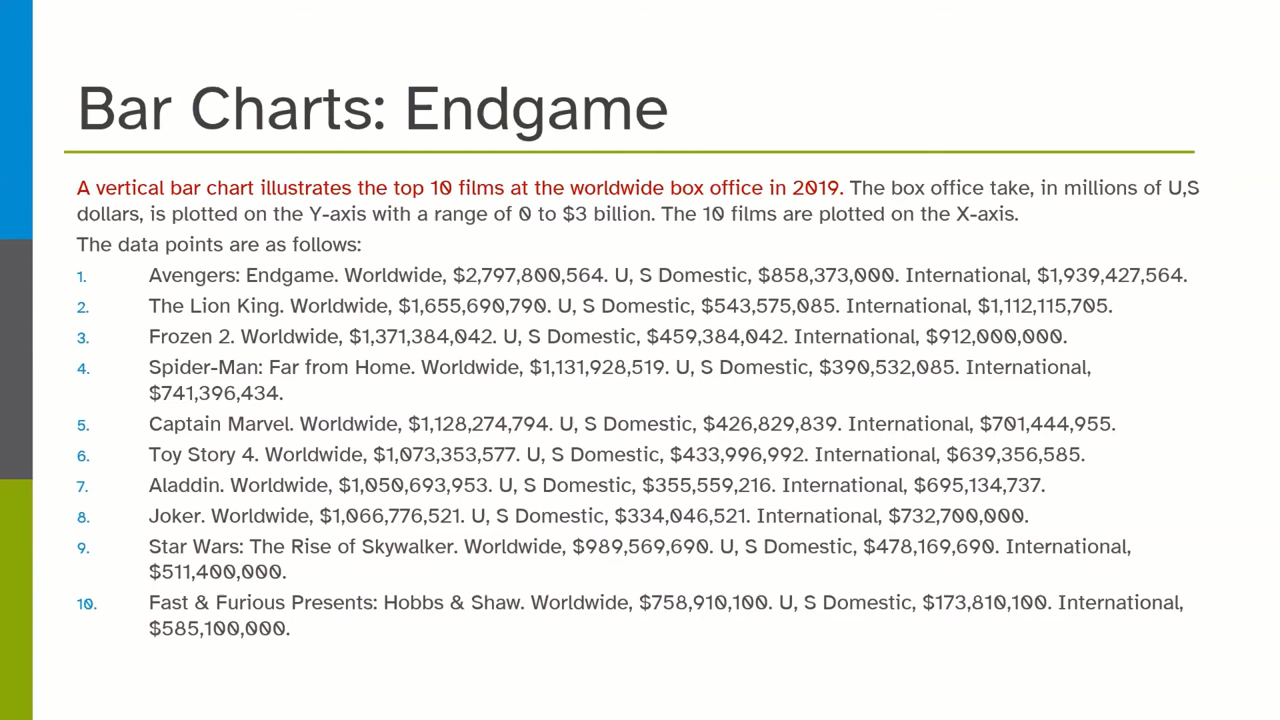 Bar Charts: Endgame
A vertical bar chart illustrates the top 10 films at the worldwide box office in 2019. The box office take, in millions of U,S
dollars, is plotted on the Y-axis with a range of 0 to $3 billion. The 10 films are plotted on the X-axis.
The data points are as follows:
1. Avengers: Endgame. Worldwide, $2,797,800,564. U, S Domestic, $858,373,000. International, $1,939,427,564.
2. The Lion King. Worldwide, $1,655,690,790. U, S Domestic, $543,575,085. International, $1,112,115,705.
3. Frozen 2. Worldwide, $1,371,384,042. U, S Domestic, $459,384,042. International, $912,000,000.
4. Spider-Man: Far from Home. Worldwide, $1,131,928,519. U, S Domestic, $390,532,085. International,
$741,396,434.
5. Captain Marvel. Worldwide, $1,128,274,794. U, S Domestic, $426,829,839. International, $701,444,955.
6. Toy Story 4. Worldwide, $1,073,353,577. U, S Domestic, $433,996,992. International, $639,356,585.
7. Aladdin. Worldwide, $1,050,693,953. U, S Domestic, $355,559,216. International, $695,134,737.
8. Joker. Worldwide, $1,066,776,521. U, S Domestic, $334,046,521. International, $732,700,000.
9. Star Wars: The Rise of Skywalker. Worldwide, $989,569,690. U, S Domestic, $478,169,690. International,
$511,400,000.
10. Fast & Furious Presents: Hobbs & Shaw. Worldwide, $758,910,100. U, S Domestic, $173,810,100. International,
$585,100,000.